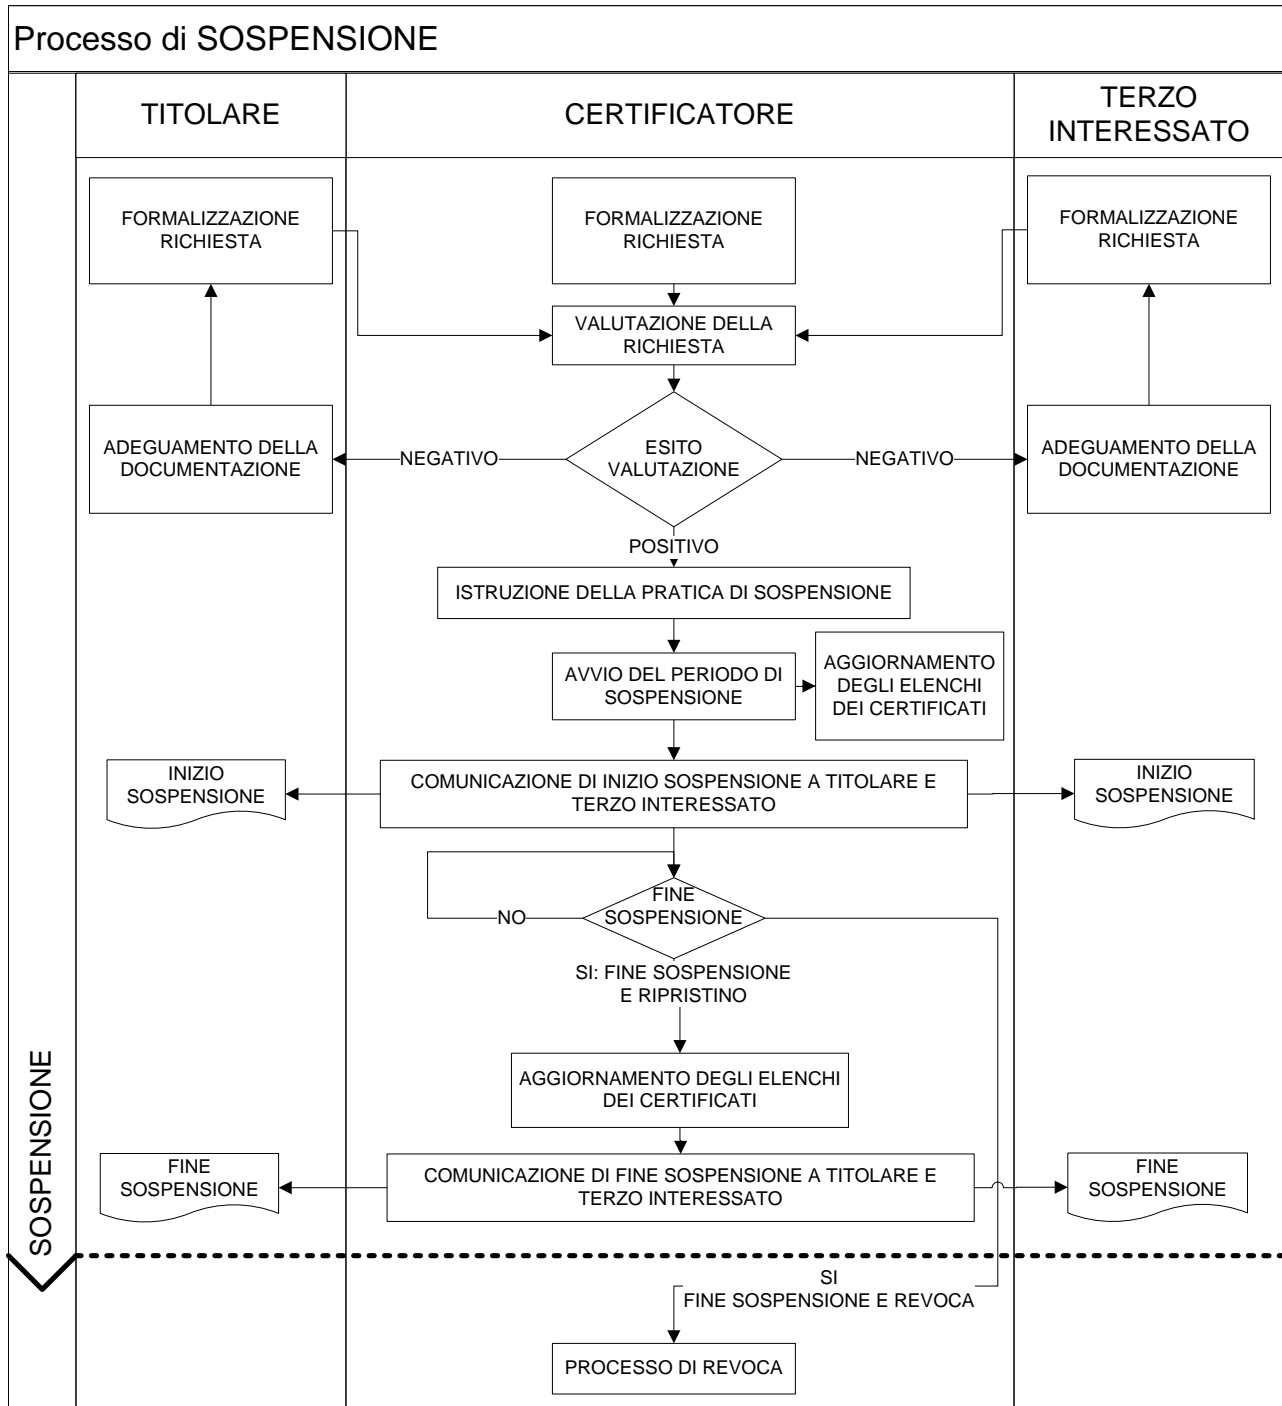 Processo di SOSPENSIONE
TITOLARE
CERTIFICATORE
TERZO
INTERESSATO
FORMALIZZAZIONE
RICHIESTA
FORMALIZZAZIONE
RICHIESTA
FORMALIZZAZIONE
RICHIESTA
VALUTAZIONE DELLA
RICHIESTA
ADEGUAMENTO DELLA
DOCUMENTAZIONE
NEGATIVO
ESITO
VALUTAZIONE
NEGATIVO
ADEGUAMENTO DELLA
DOCUMENTAZIONE
POSITIVO
ISTRUZIONE DELLA PRATICA DI SOSPENSIONE
AVVIO DEL PERIODO DI
SOSPENSIONE
AGGIORNAMENTO
DEGLI ELENCHI
DEI CERTIFICATI
INIZIO
SOSPENSIONE
COMUNICAZIONE DI INIZIO SOSPENSIONE A TITOLARE E
TERZO INTERESSATO
INIZIO
SOSPENSIONE
FINE
SOSPENSIONE
NO
SI: FINE SOSPENSIONE
E RIPRISTINO
AGGIORNAMENTO DEGLI ELENCHI
DEI CERTIFICATI
FINE
SOSPENSIONE
COMUNICAZIONE DI FINE SOSPENSIONE A TITOLARE E
TERZO INTERESSATO
FINE
SOSPENSIONE
SOSPENSIONE
SI
FINE SOSPENSIONE E REVOCA
PROCESSO DI REVOCA